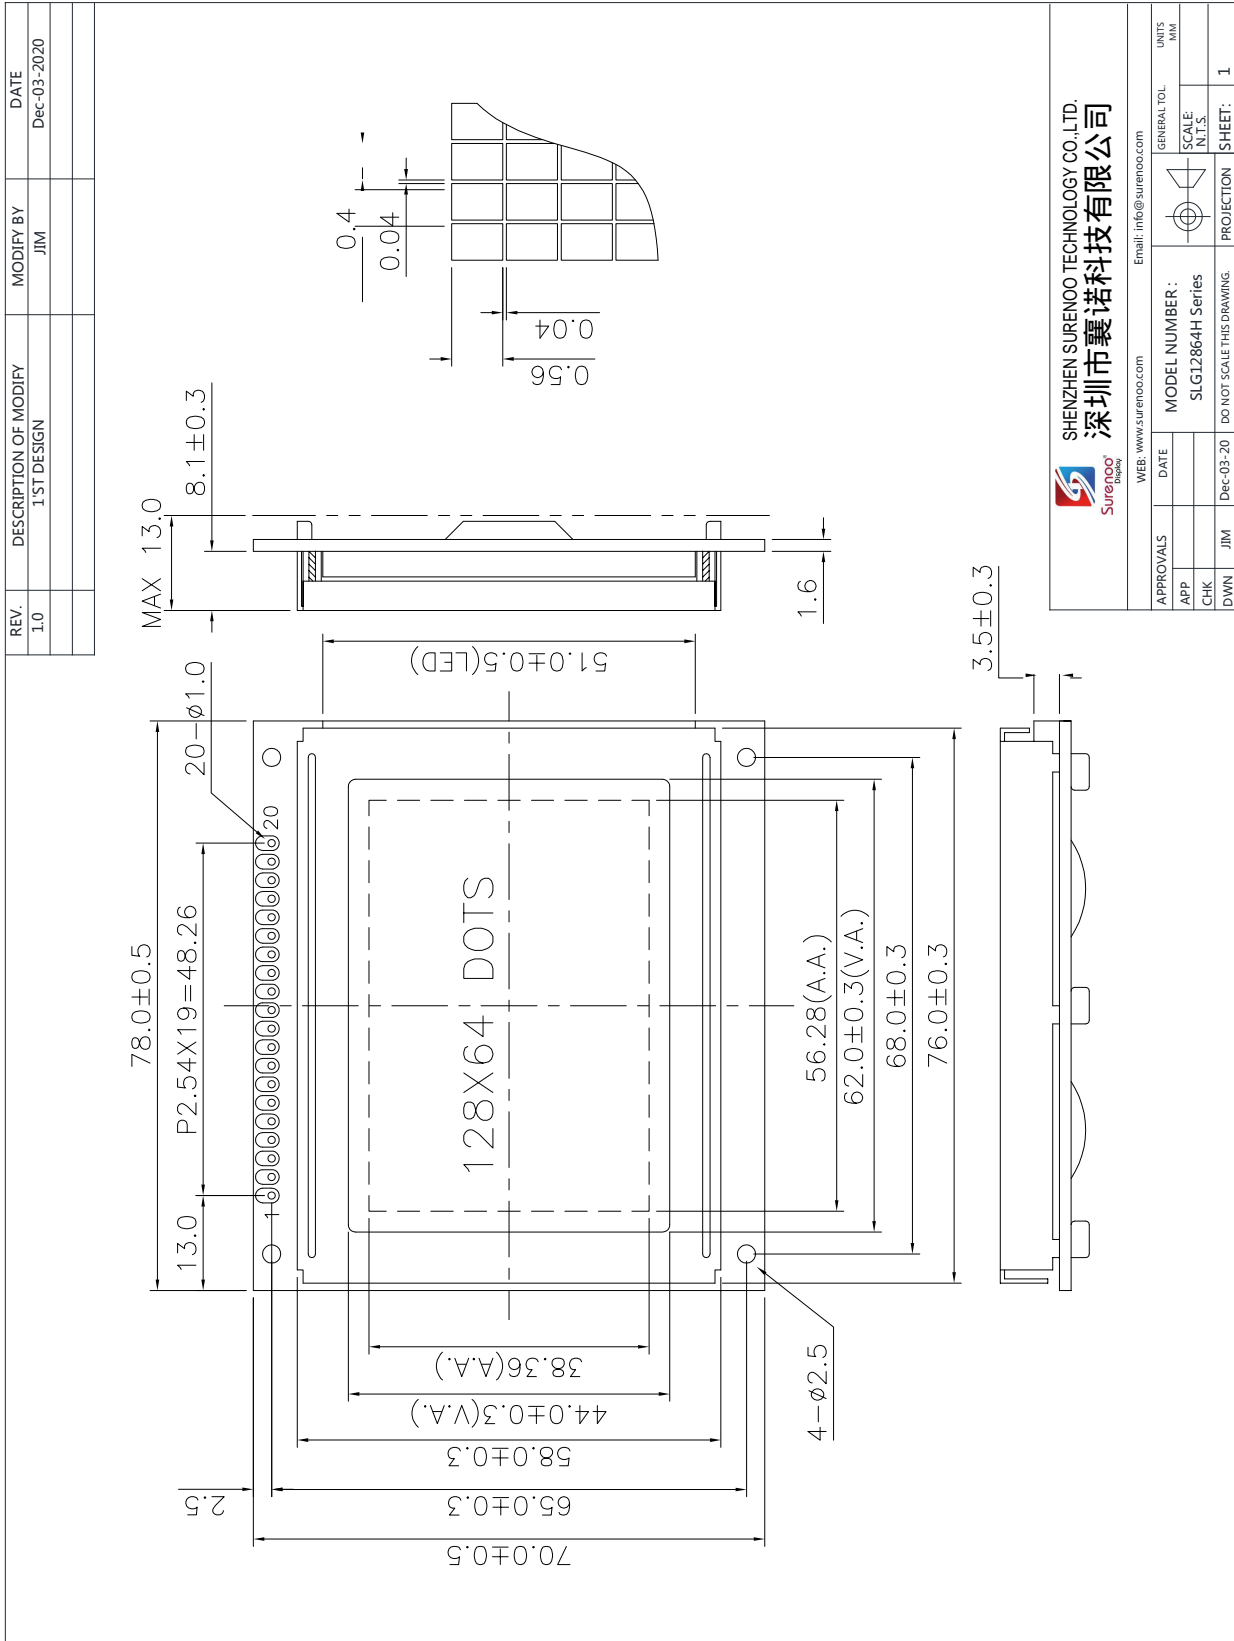 REV. DESCRIPTION OF MODIFY MODIFY BY DATE
1.0 1'ST DESIGN JIM Dec-03-2020
78.0±0.5
13.0 P2.54X19=48.26 20-ø1.0
1 20
128X64 DOTS
56.28(A.A.)
62.0±0.3(V.A.)
68.0±0.3
76.0±0.3
4-ø2.5
2.5
70.0±0.5
65.0±0.3
58.0±0.3
44.0±0.3(V.A.)
38.36(A.A.)
51.0±0.5(LED)
MAX 13.0
8.1±0.3
1.6
3.5±0.3
0.4
0.04
0.04
0.56
Surenoo®
Display
SHENZHEN SURENOO TECHNOLOGY CO.,LTD.
深圳市襄诺科技有限公司
WEB: www.surenoo.com Email: info@surenoo.com
APPROVALS DATE
APP
CHK
DWN JIM Dec-03-20
MODEL NUMBER :
SLG12864H Series
DO NOT SCALE THIS DRAWING.
PROJECTION
GENERAL TOL. UNITS
MM
SCALE:
N.T.S.
SHEET: 1